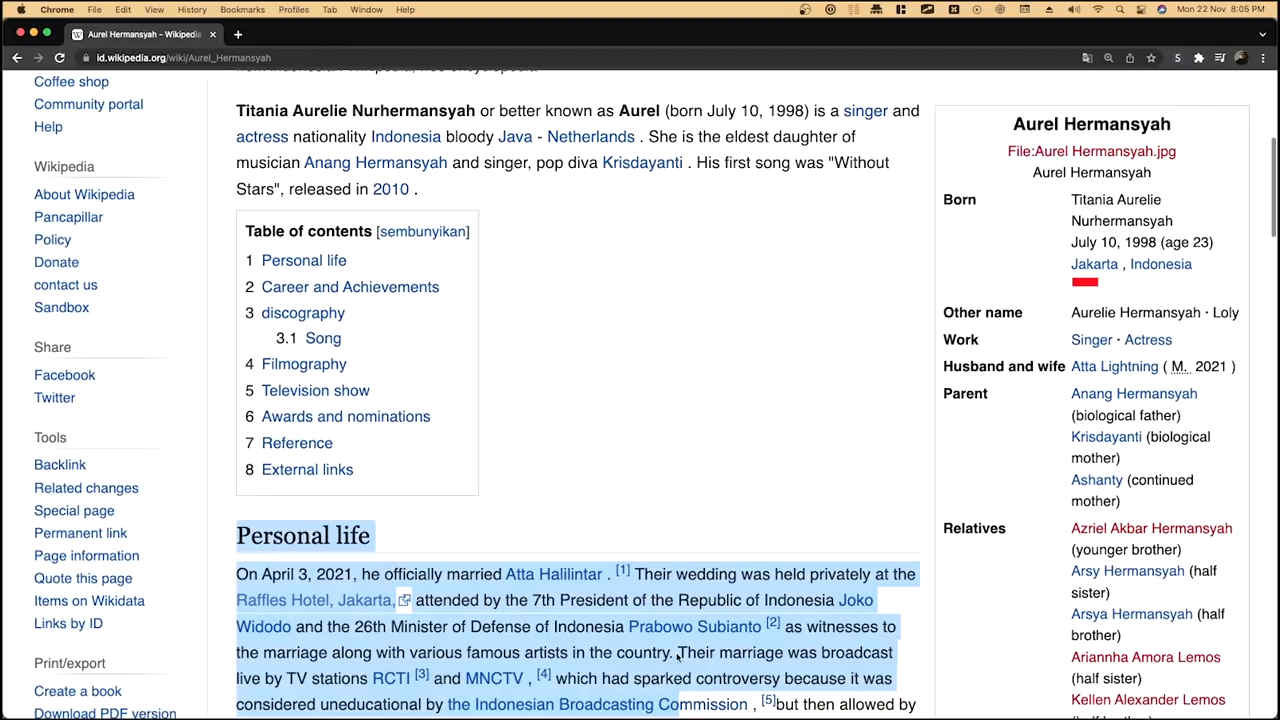 Chrome File Edit View History Bookmarks Profiles Tab Window Help Mon 22 Nov 8:05 PM
Aurel Hermansyah - Wikipedi
id.wikipedia.org/wiki/Aurel_Hermansyah
Coffee shop
Community portal
Help
Wikipedia
About Wikipedia
Pancapillar
Policy
Donate
contact us
Sandbox
Share
Facebook
Twitter
Tools
Backlink
Related changes
Special page
Permanent link
Page information
Quote this page
Items on Wikidata
Links by ID
Print/export
Create a book
Download PDF version
Titania Aurelie Nurhermansyah or better known as Aurel (born July 10, 1998) is a singer and
actress nationality Indonesia bloody Java - Netherlands . She is the eldest daughter of
musician Anang Hermansyah and singer, pop diva Krisdayanti . His first song was "Without
Stars", released in 2010 .
Table of contents [sembunyikan]
1 Personal life
2 Career and Achievements
3 discography
3.1 Song
4 Filmography
5 Television show
6 Awards and nominations
7 Reference
8 External links
Personal life
On April 3, 2021, he officially married Atta Halilintar . [1] Their wedding was held privately at the
Raffles Hotel, Jakarta, attended by the 7th President of the Republic of Indonesia Joko
Widodo and the 26th Minister of Defense of Indonesia Prabowo Subianto [2] as witnesses to
the marriage along with various famous artists in the country. Their marriage was broadcast
live by TV stations RCTI [3] and MNCTV , [4] which had sparked controversy because it was
considered uneducational by the Indonesian Broadcasting Commission , [5]but then allowed by
Aurel Hermansyah
File:Aurel Hermansyah.jpg
Aurel Hermansyah
Born Titania Aurelie
Nurhermansyah
July 10, 1998 (age 23)
Jakarta , Indonesia
Other name Aurelie Hermansyah · Loly
Work Singer · Actress
Husband and wife Atta Lightning ( M. 2021 )
Parent Anang Hermansyah
(biological father)
Krisdayanti (biological
mother)
Ashanty (continued
mother)
Relatives Azriel Akbar Hermansyah
(younger brother)
Arsy Hermansyah (half
sister)
Arsya Hermansyah (half
brother)
Ariannha Amora Lemos
(half sister)
Kellen Alexander Lemos